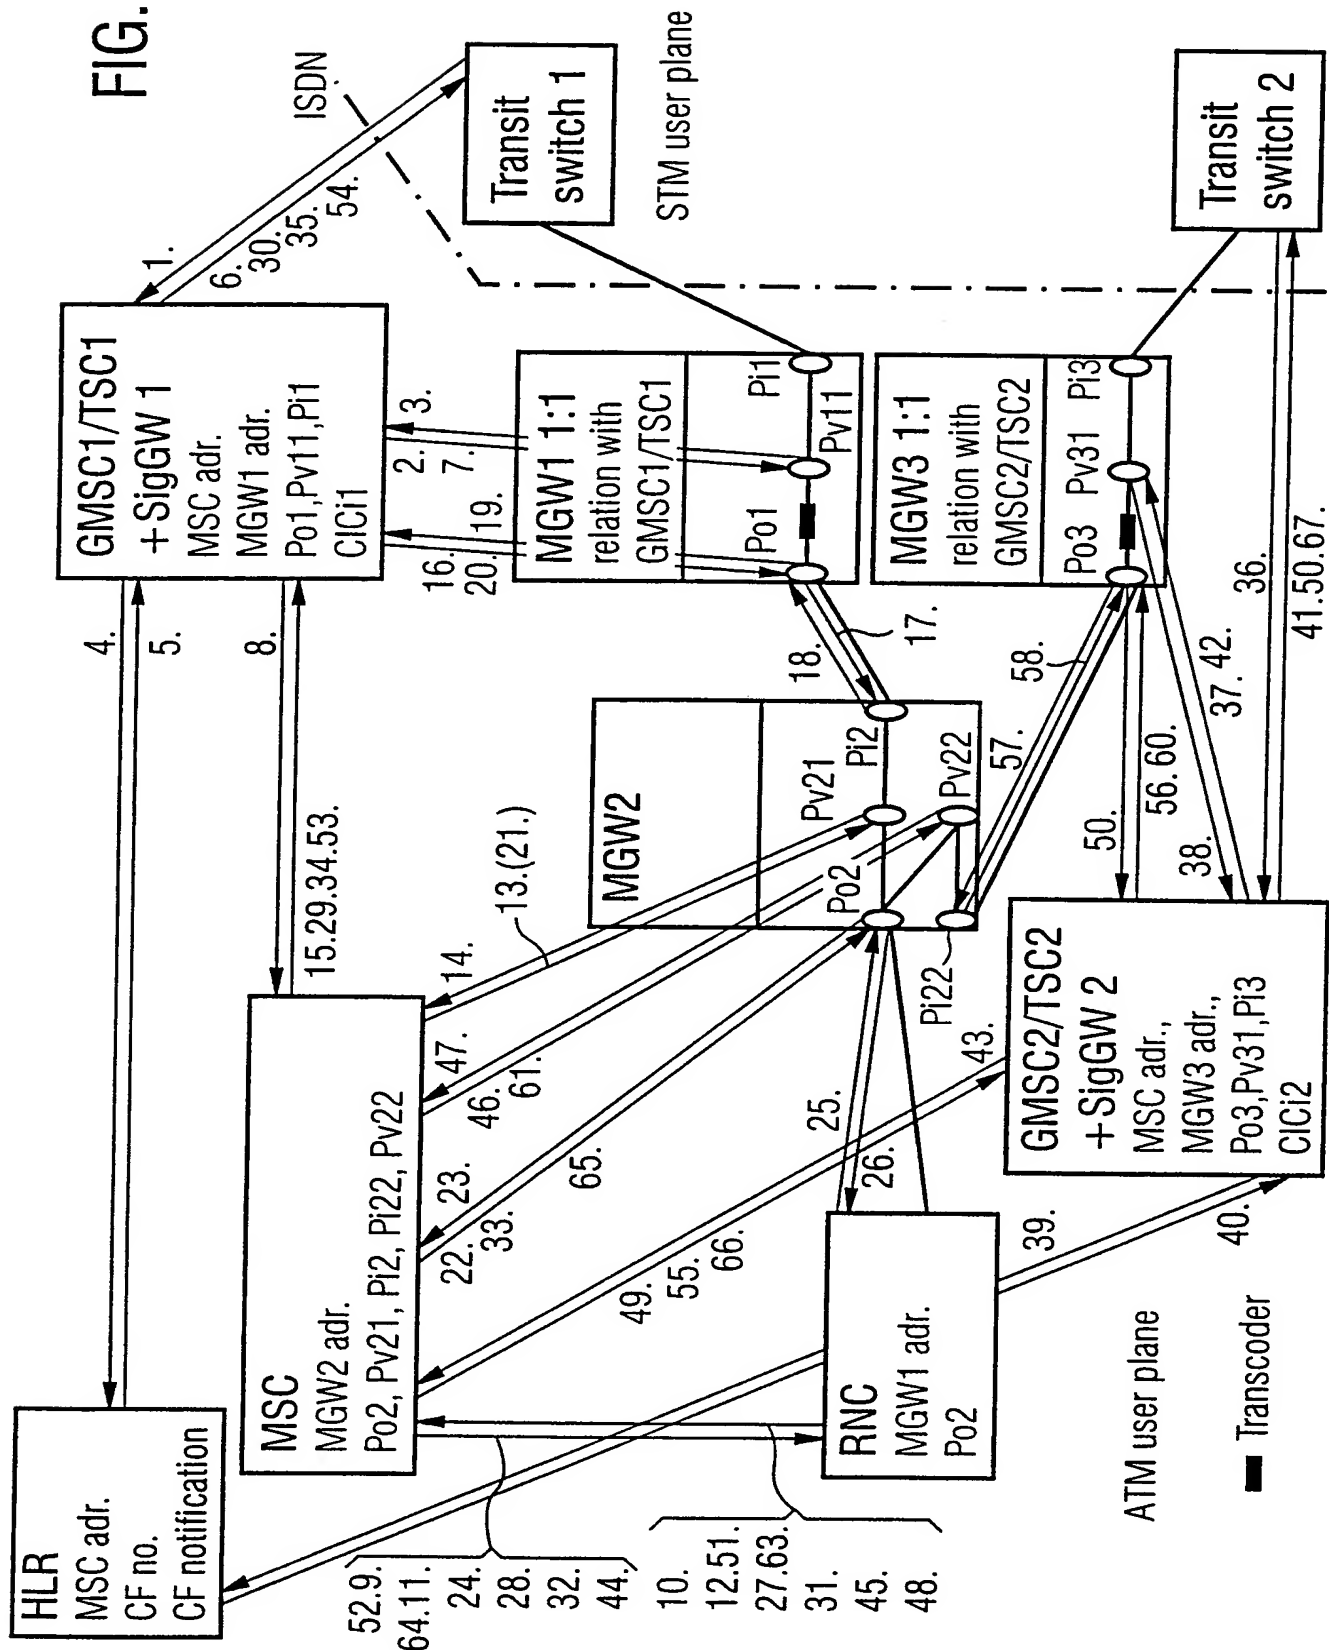 FIG.
ISDN
Transit
switch 1
STM user plane
Transit
switch 2
1.
6.
30.
35.
54.
GMSC1/TSC1
+SigGW 1
MSC adr.
MGW1 adr.
Po1,Pv11,Pi1
CICi1
2.
3.
7.
16.
19.
20.
4.
5.
8.
15.29.34.53.
MGW1 1:1
relation with
GMSC1/TSC1
Po1
Pv11
Pi1
MGW3 1:1
relation with
GMSC2/TSC2
Po3
Pv31
Pi3
17.
18.
MGW2
Pv21
Pi2
Po2
Pv22
Pi22
13.(21.)
14.
47.
46.
61.
23.
22.
33.
65.
25.
26.
57.
58.
50.
56.60.
37.
42.
38.
36.
41.50.67.
43.
49.
55.
66.
39.
40.
GMSC2/TSC2
+SigGW 2
MSC adr.,
MGW3 adr.,
Po3,Pv31,Pi3
CICi2
MSC
MGW2 adr.
Po2, Pv21, Pi2, Pi22, Pv22
RNC
MGW1 adr.
Po2
HLR
MSC adr.
CF no.
CF notification
52.9.
64.11.
24.
28.
32.
44.
10.
12.51.
27.63.
31.
45.
48.
ATM user plane
Transcoder